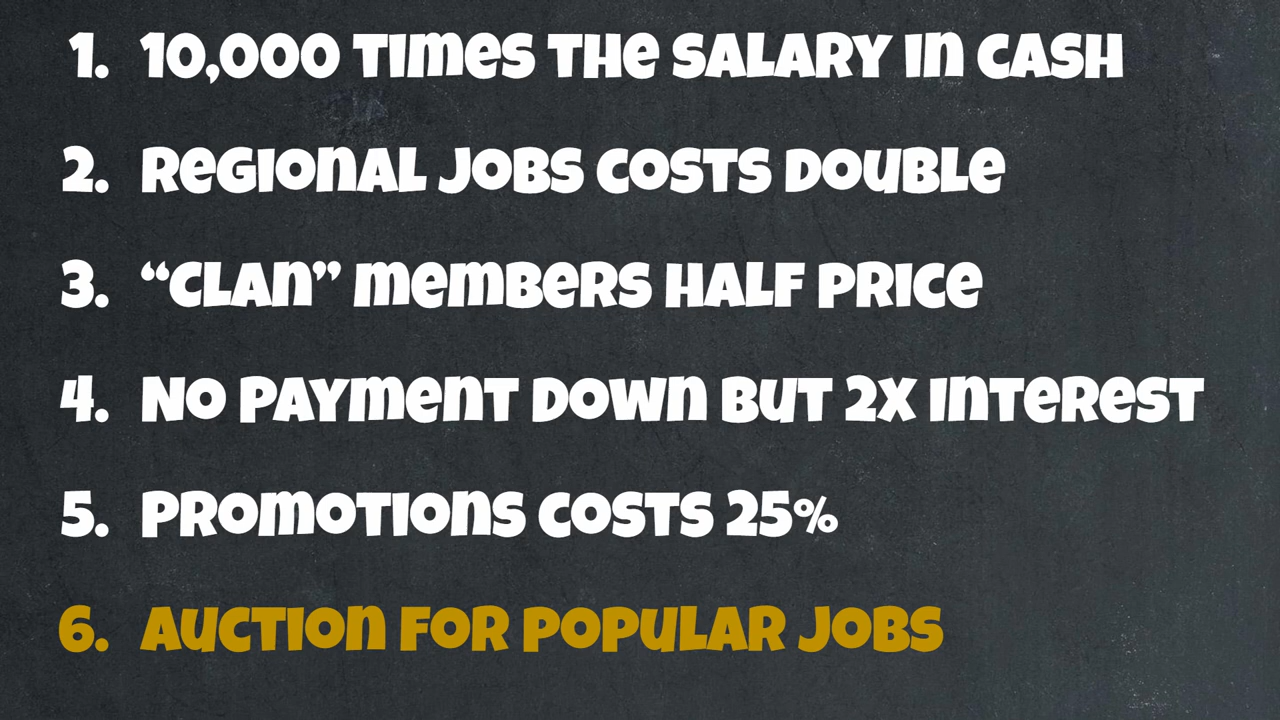 1. 10,000 TIMES THE SALARY IN CASH
2. REGIONAL JOBS COSTS DOUBLE
3. “CLAN” MEMBERS HALF PRICE
4. NO PAYMENT DOWN BUT 2X INTEREST
5. PROMOTIONS COSTS 25%
6. AUCTION FOR POPULAR JOBS